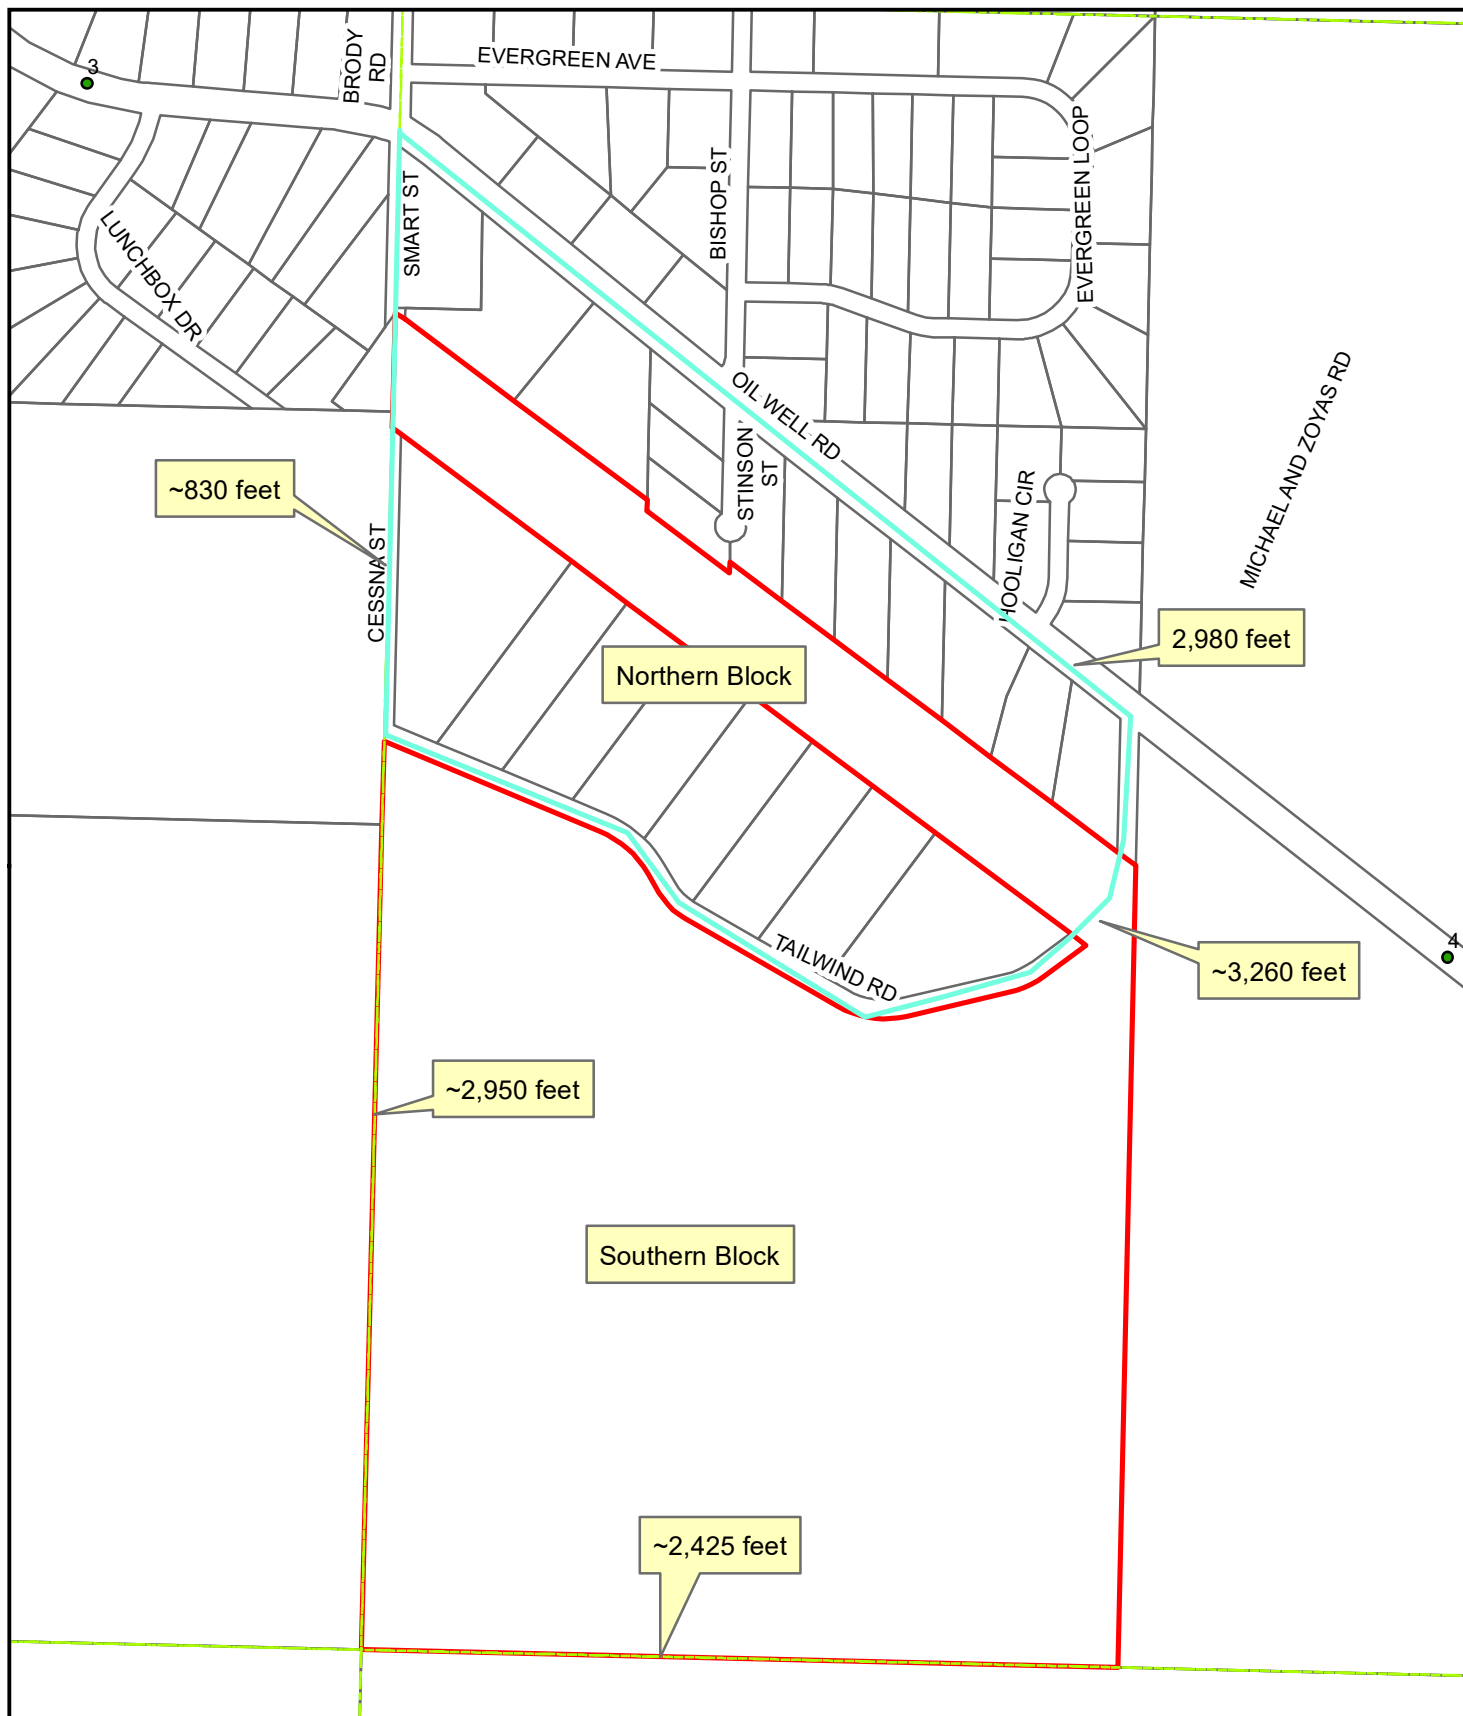 3
BRODY
RD
EVERGREEN AVE
EVERGREEN LOOP
BISHOP ST
SMART ST
LUNCHBOX DR
OIL WELL RD
MICHAEL AND ZOYAS RD
STINSON
ST
HOOLIGAN CIR
~830 feet
CESSNA ST
2,980 feet
Northern Block
TAILWIND RD
4
~3,260 feet
~2,950 feet
Southern Block
~2,425 feet